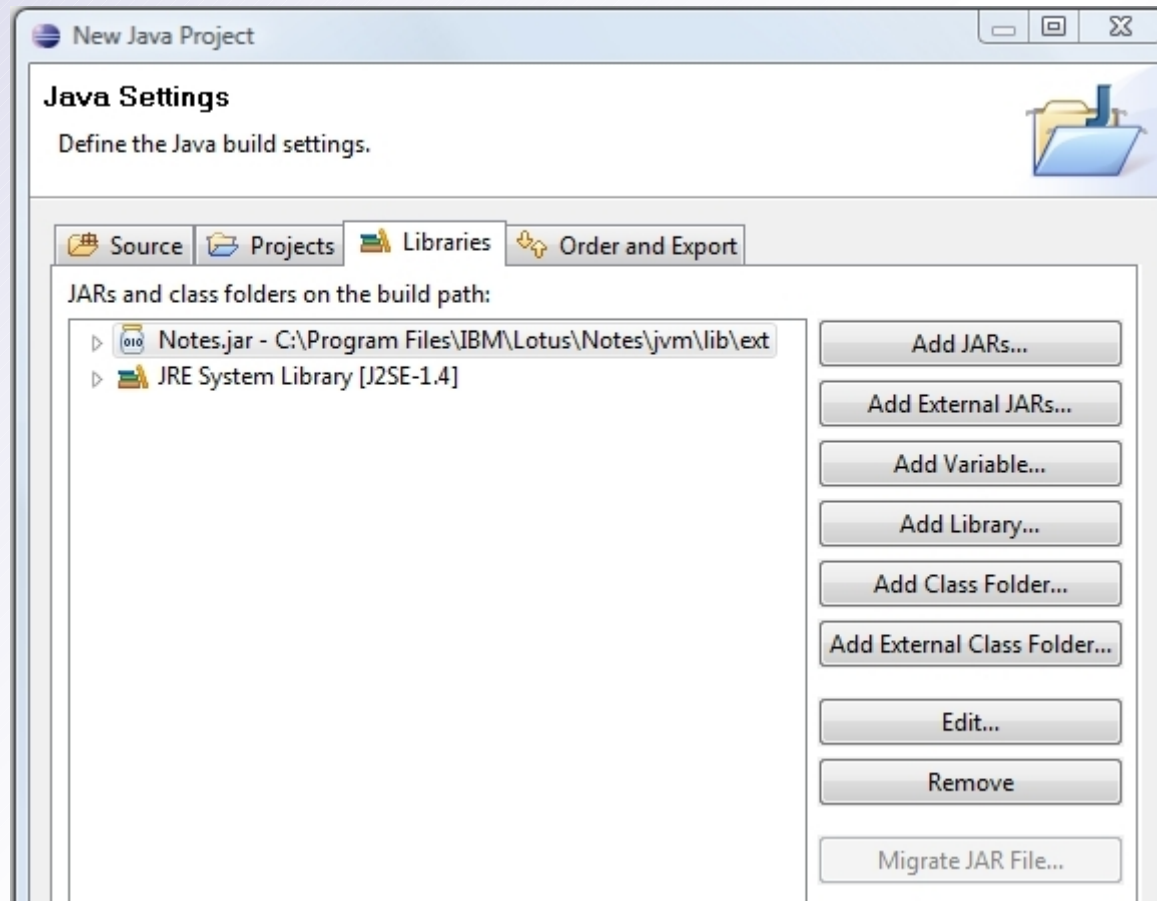 New Java Project
Java Settings
Define the Java build settings.
Source Projects Libraries Order and Export
JARs and class folders on the build path:
Notes.jar - C:\Program Files\IBM\Lotus\Notes\jvm\lib\ext
JRE System Library [J2SE-1.4]
Add JARs...
Add External JARs...
Add Variable...
Add Library...
Add Class Folder...
Add External Class Folder...
Edit...
Remove
Migrate JAR File...